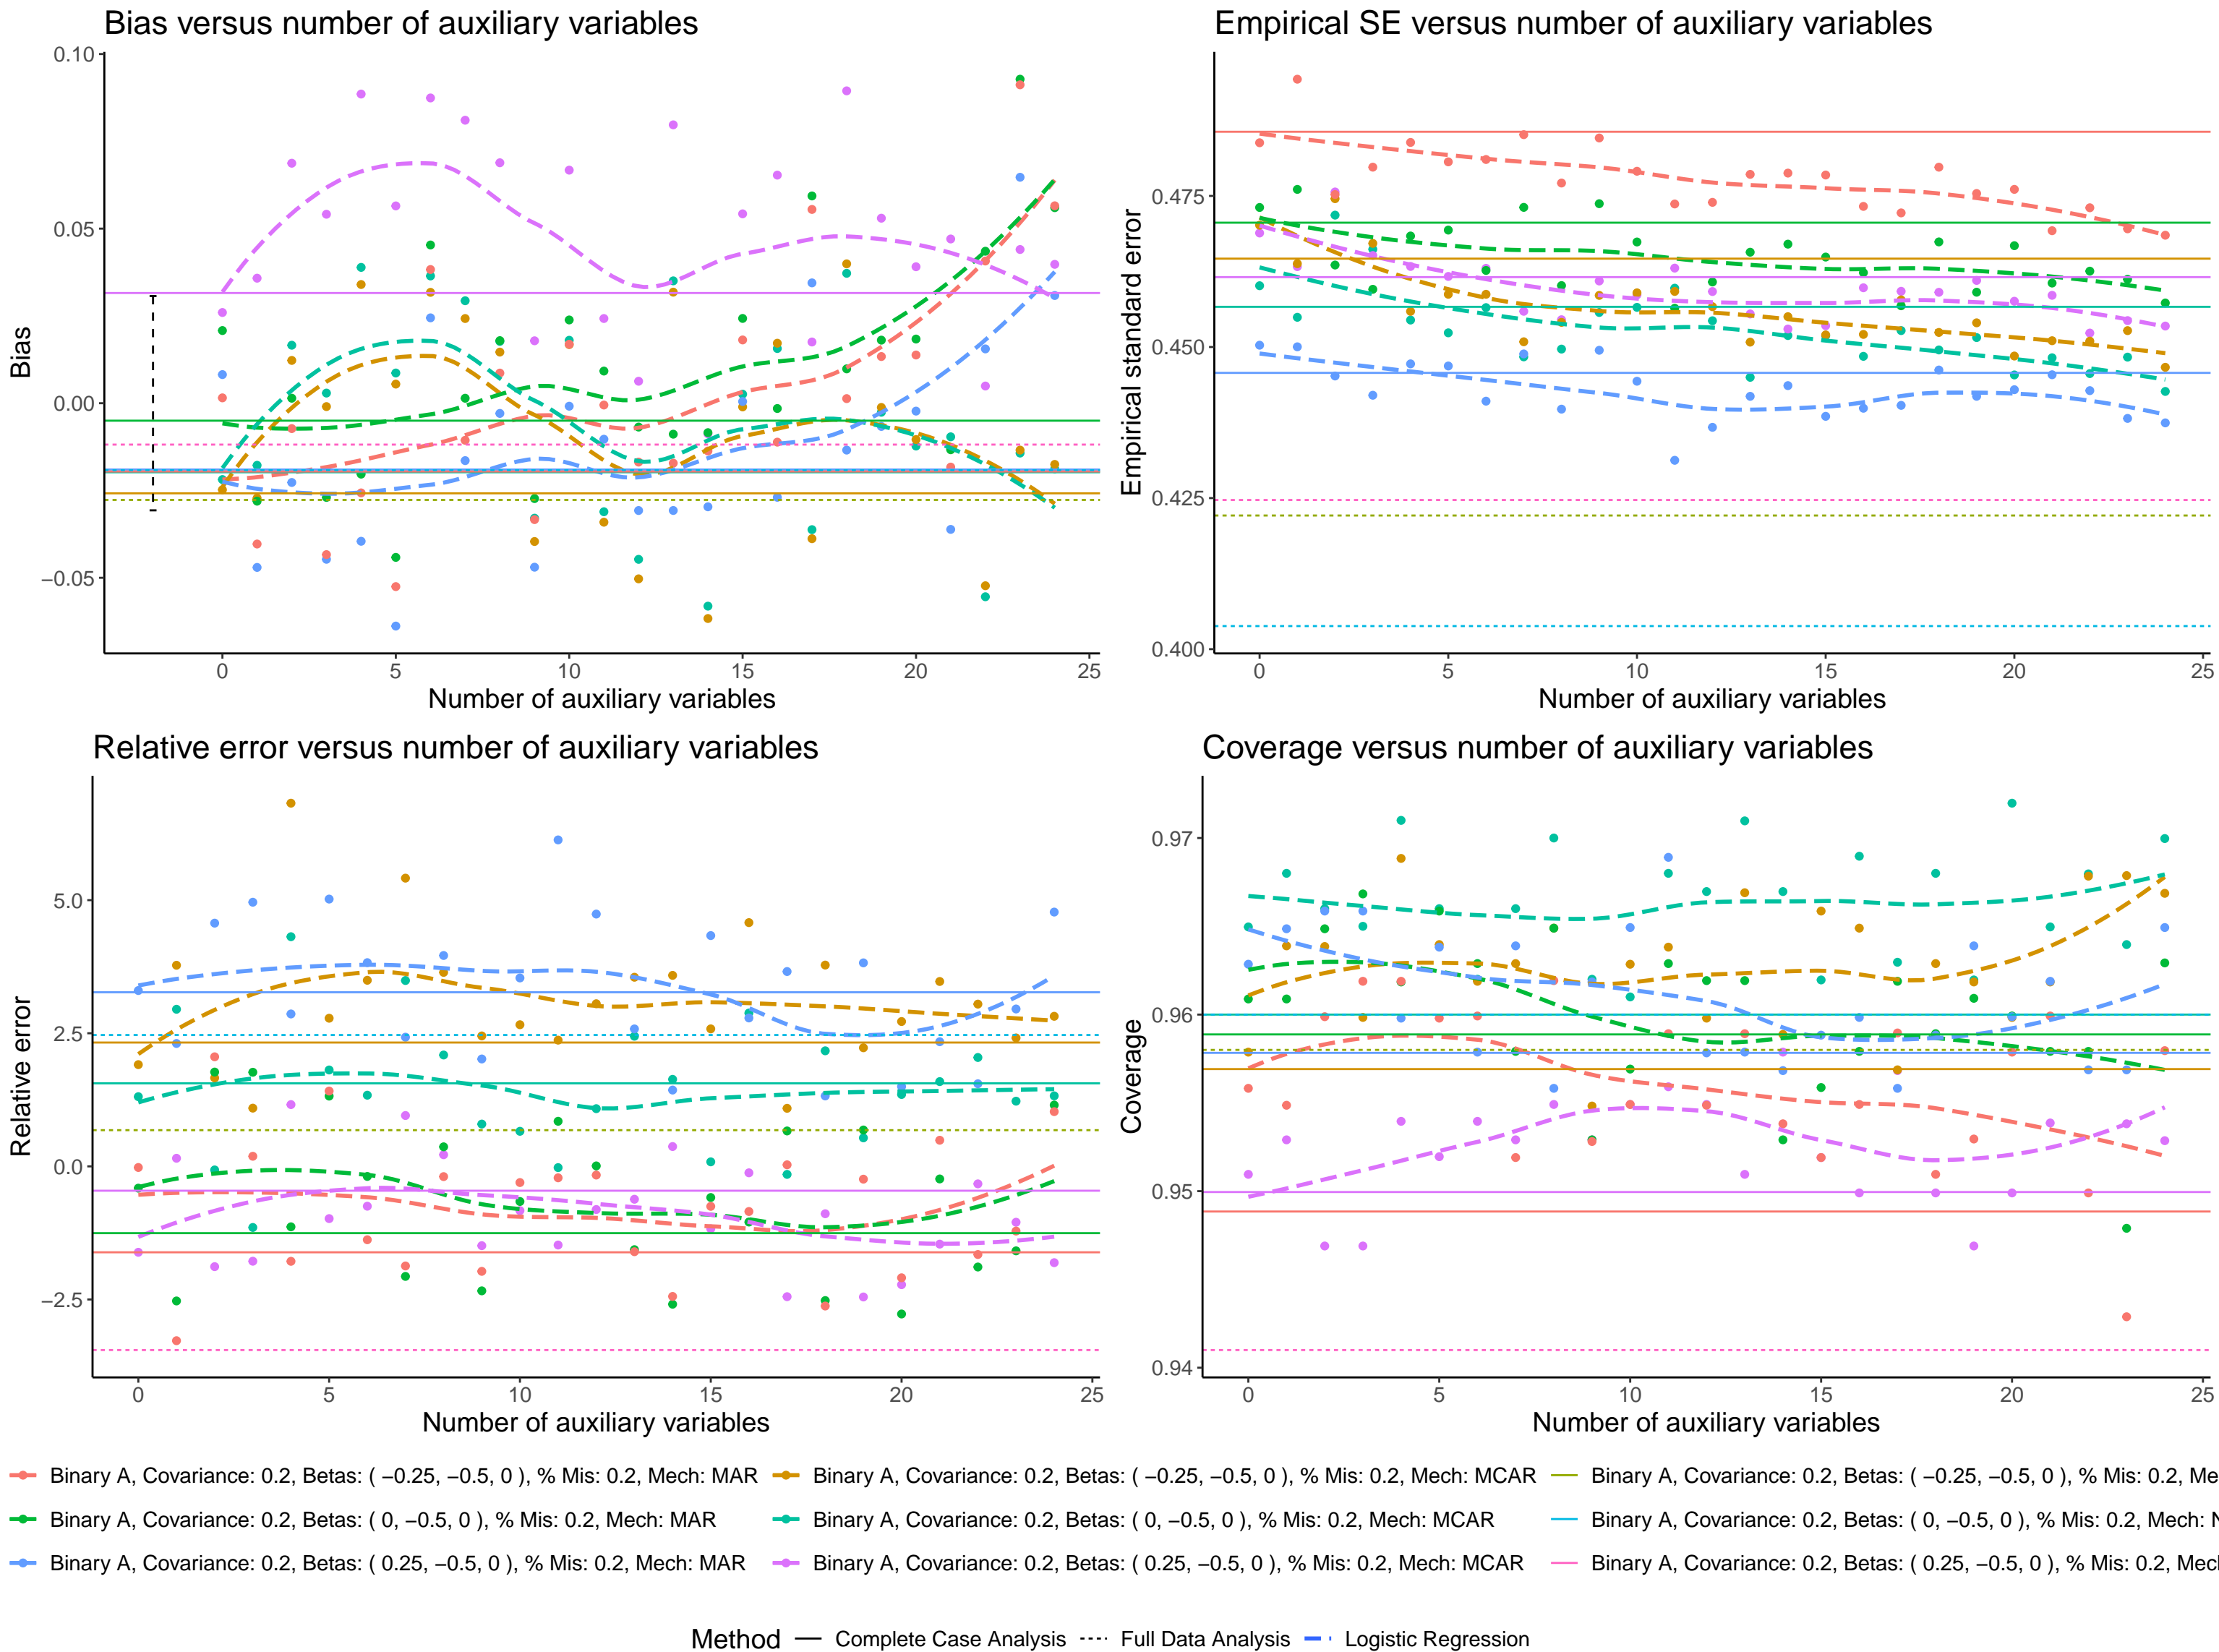 Bias versus number of auxiliary variables
0.10
0.05
0.00
−0.05
Bias
0 5 10 15 20 25
Number of auxiliary variables
Empirical SE versus number of auxiliary variables
0.475
0.450
0.425
0.400
Empirical standard error
0 5 10 15 20 25
Number of auxiliary variables
Relative error versus number of auxiliary variables
5.0
2.5
0.0
−2.5
Relative error
0 5 10 15 20 25
Number of auxiliary variables
Coverage versus number of auxiliary variables
0.97
0.96
0.95
0.94
Coverage
0 5 10 15 20 25
Number of auxiliary variables
Binary A, Covariance: 0.2, Betas: ( −0.25, −0.5, 0 ), % Mis: 0.2, Mech: MAR
Binary A, Covariance: 0.2, Betas: ( −0.25, −0.5, 0 ), % Mis: 0.2, Mech: MCAR
Binary A, Covariance: 0.2, Betas: ( −0.25, −0.5, 0 ), % Mis: 0.2,
Binary A, Covariance: 0.2, Betas: ( 0, −0.5, 0 ), % Mis: 0.2, Mech: MAR
Binary A, Covariance: 0.2, Betas: ( 0, −0.5, 0 ), % Mis: 0.2, Mech: MCAR
Binary A, Covariance: 0.2, Betas: ( 0, −0.5, 0 ), % Mis: 0.2, Mech:
Binary A, Covariance: 0.2, Betas: ( 0.25, −0.5, 0 ), % Mis: 0.2, Mech: MAR
Binary A, Covariance: 0.2, Betas: ( 0.25, −0.5, 0 ), % Mis: 0.2, Mech: MCAR
Binary A, Covariance: 0.2, Betas: ( 0.25, −0.5, 0 ), % Mis: 0.2,
Method Complete Case Analysis Full Data Analysis Logistic Regression